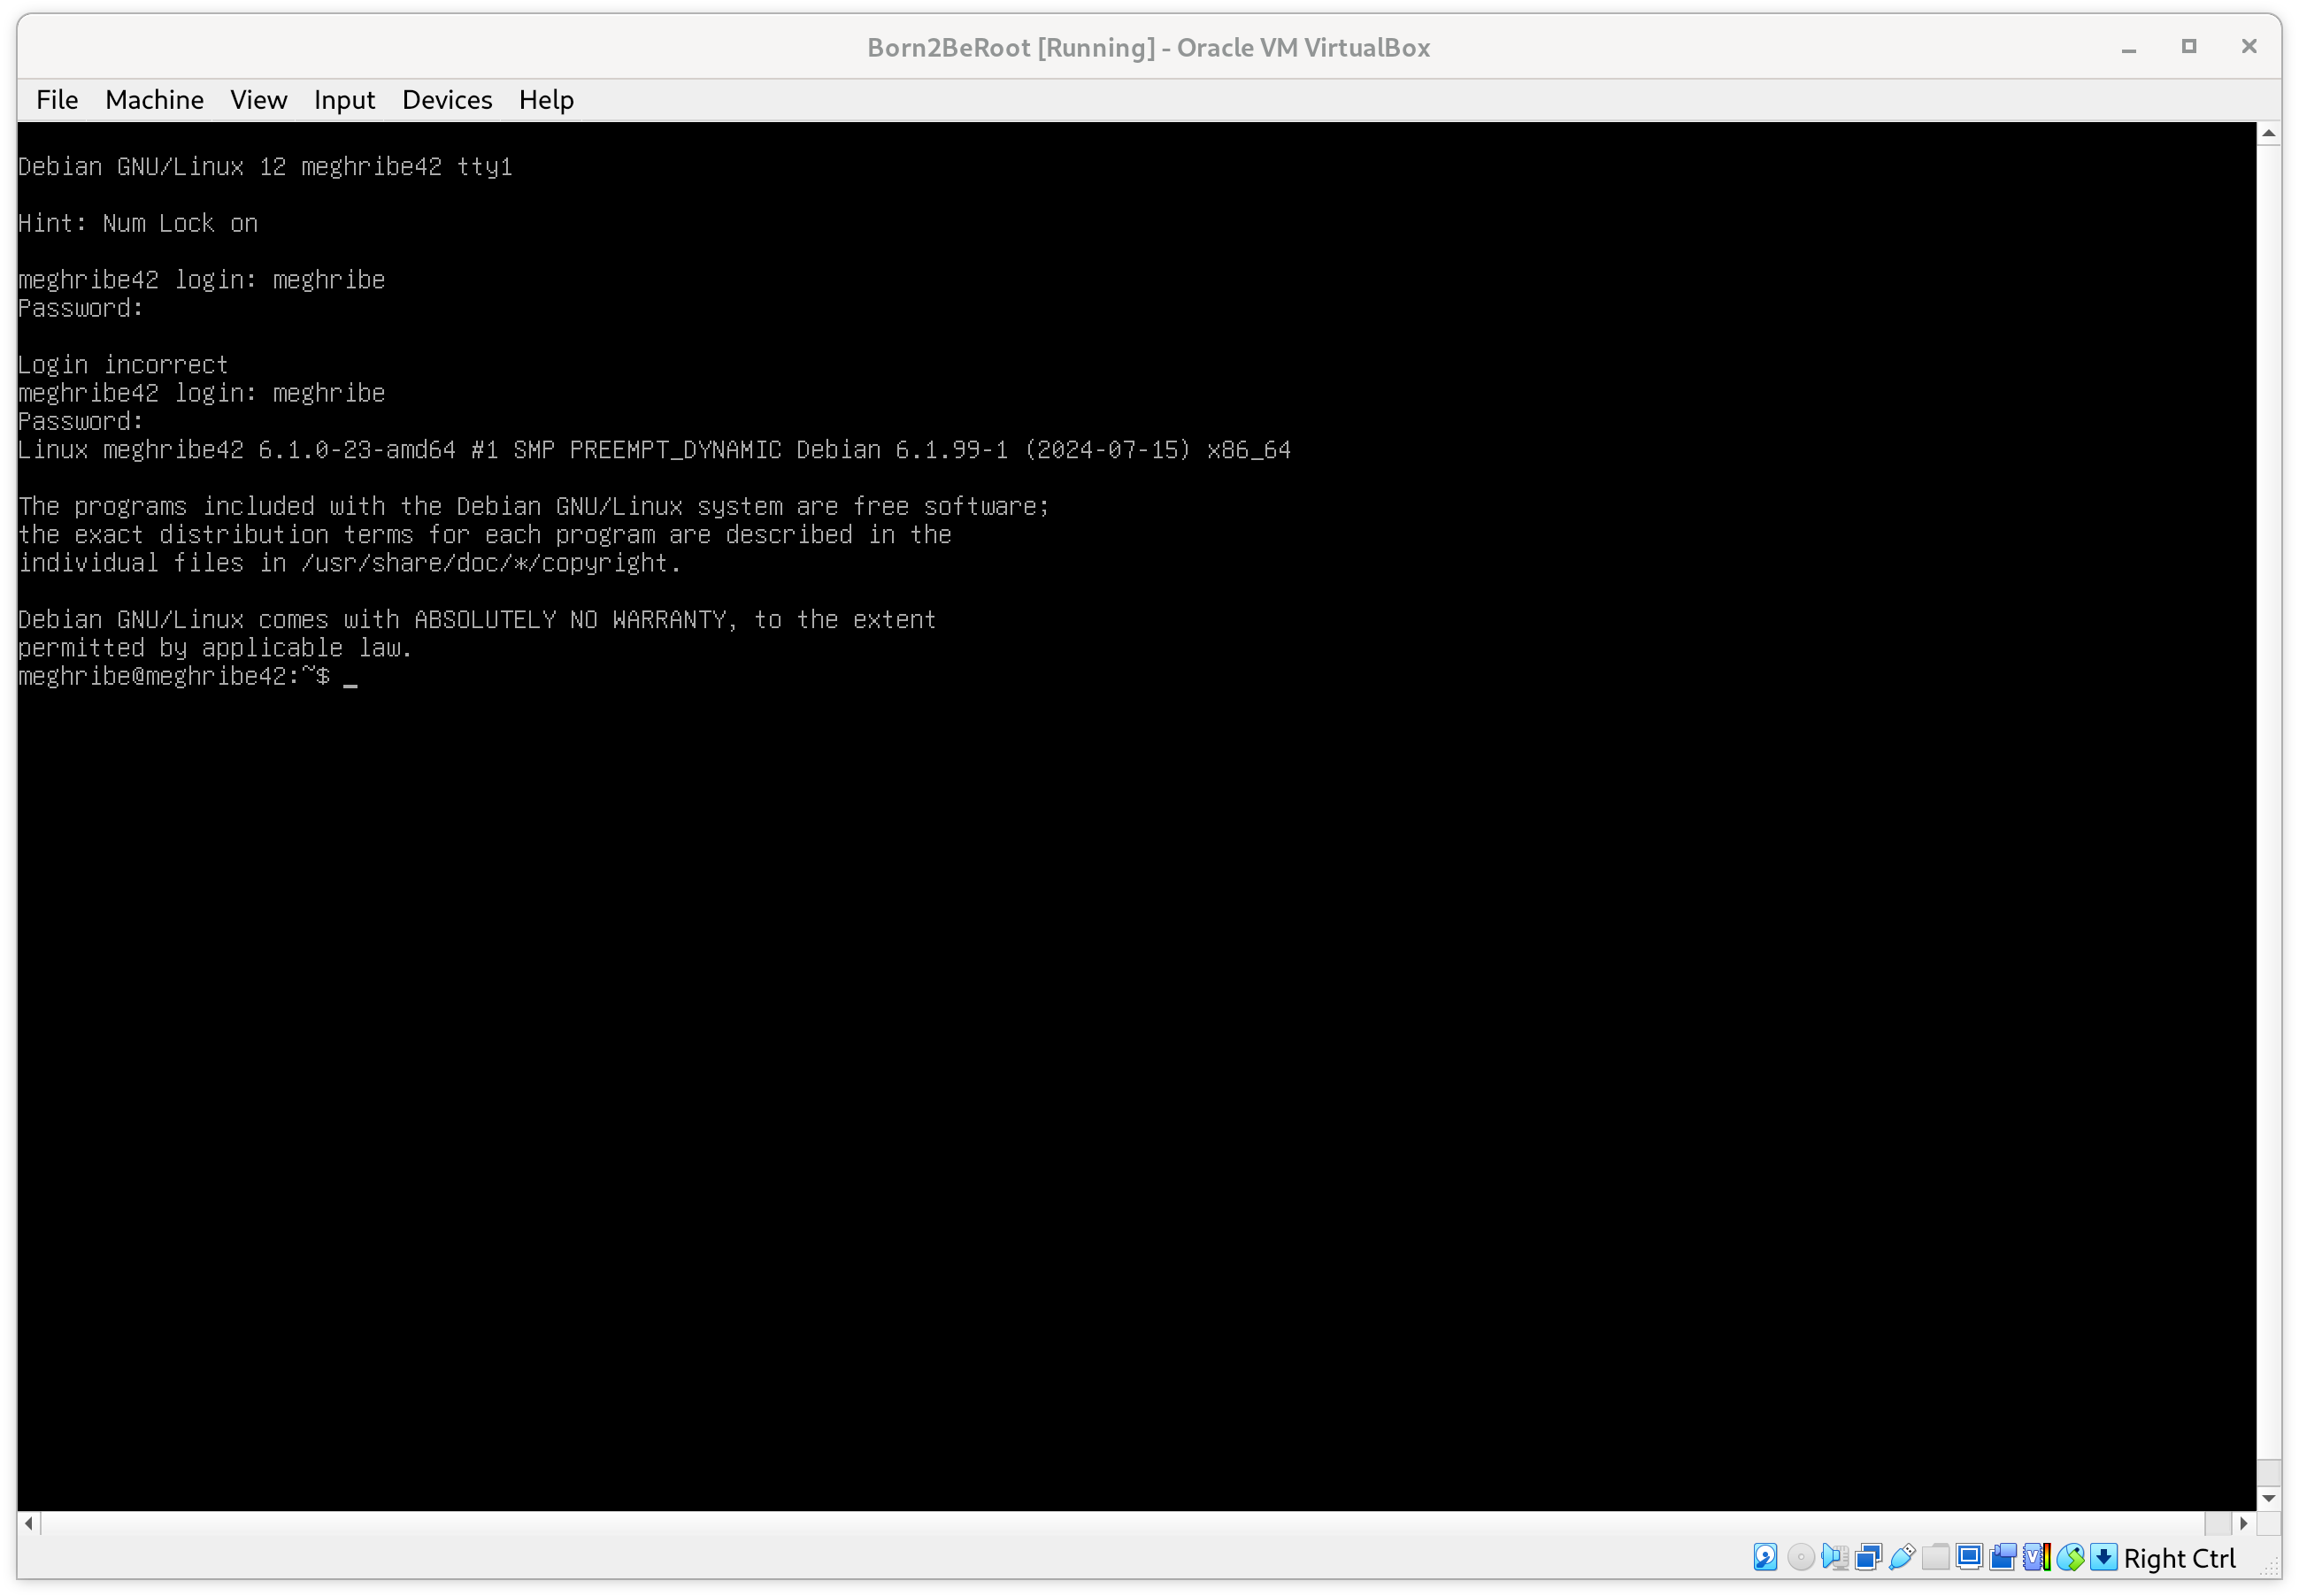 Born2BeRoot [Running] - Oracle VM VirtualBox
File Machine View Input Devices Help
Debian GNU/Linux 12 meghribe42 tty1
Hint: Num Lock on
meghribe42 login: meghribe
Password:
Login incorrect
meghribe42 login: meghribe
Password:
Linux meghribe42 6.1.0-23-amd64 #1 SMP PREEMPT_DYNAMIC Debian 6.1.99-1 (2024-07-15) x86_64
The programs included with the Debian GNU/Linux system are free software;
the exact distribution terms for each program are described in the
individual files in /usr/share/doc/*/copyright.
Debian GNU/Linux comes with ABSOLUTELY NO WARRANTY, to the extent
permitted by applicable law.
meghribe@meghribe42:~$ _
Right Ctrl